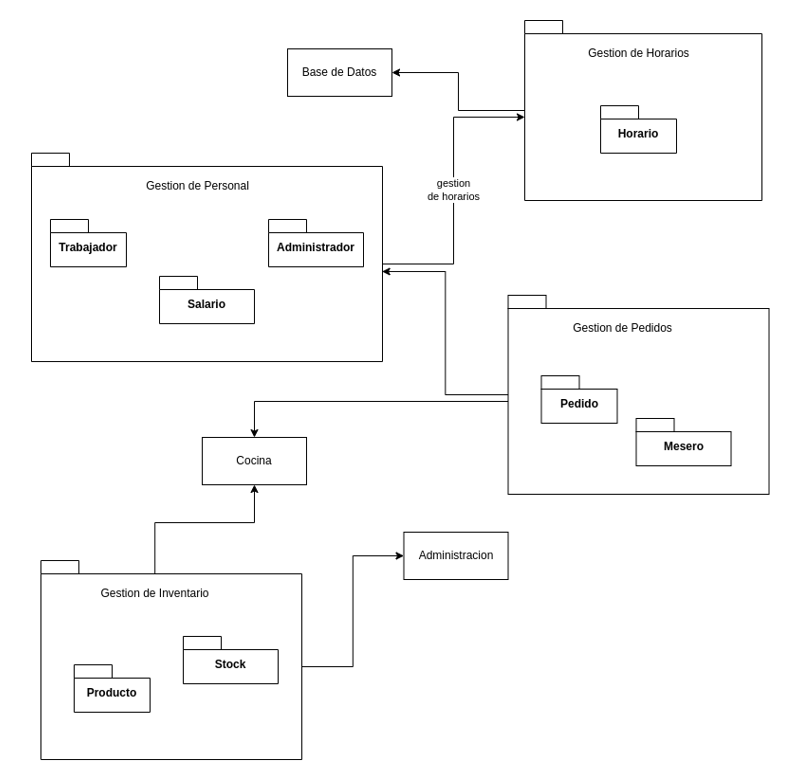 Gestion de Horarios
Base de Datos
Horario
gestion
de horarios
Gestion de Personal
Trabajador
Administrador
Salario
Gestion de Pedidos
Pedido
Mesero
Cocina
Administracion
Gestion de Inventario
Stock
Producto